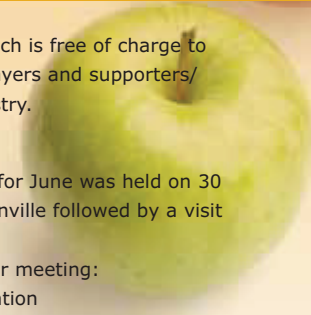 ch is free of charge to
yers and supporters/
try.
for June was held on 30
nville followed by a visit
r meeting:
tion